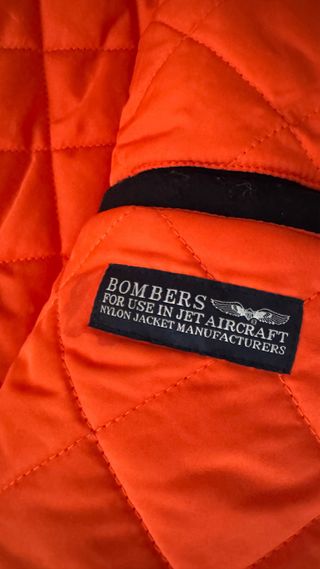 BOMBERS
FOR USE IN JET AIRCRAFT
NYLON JACKET MANUFACTURERS